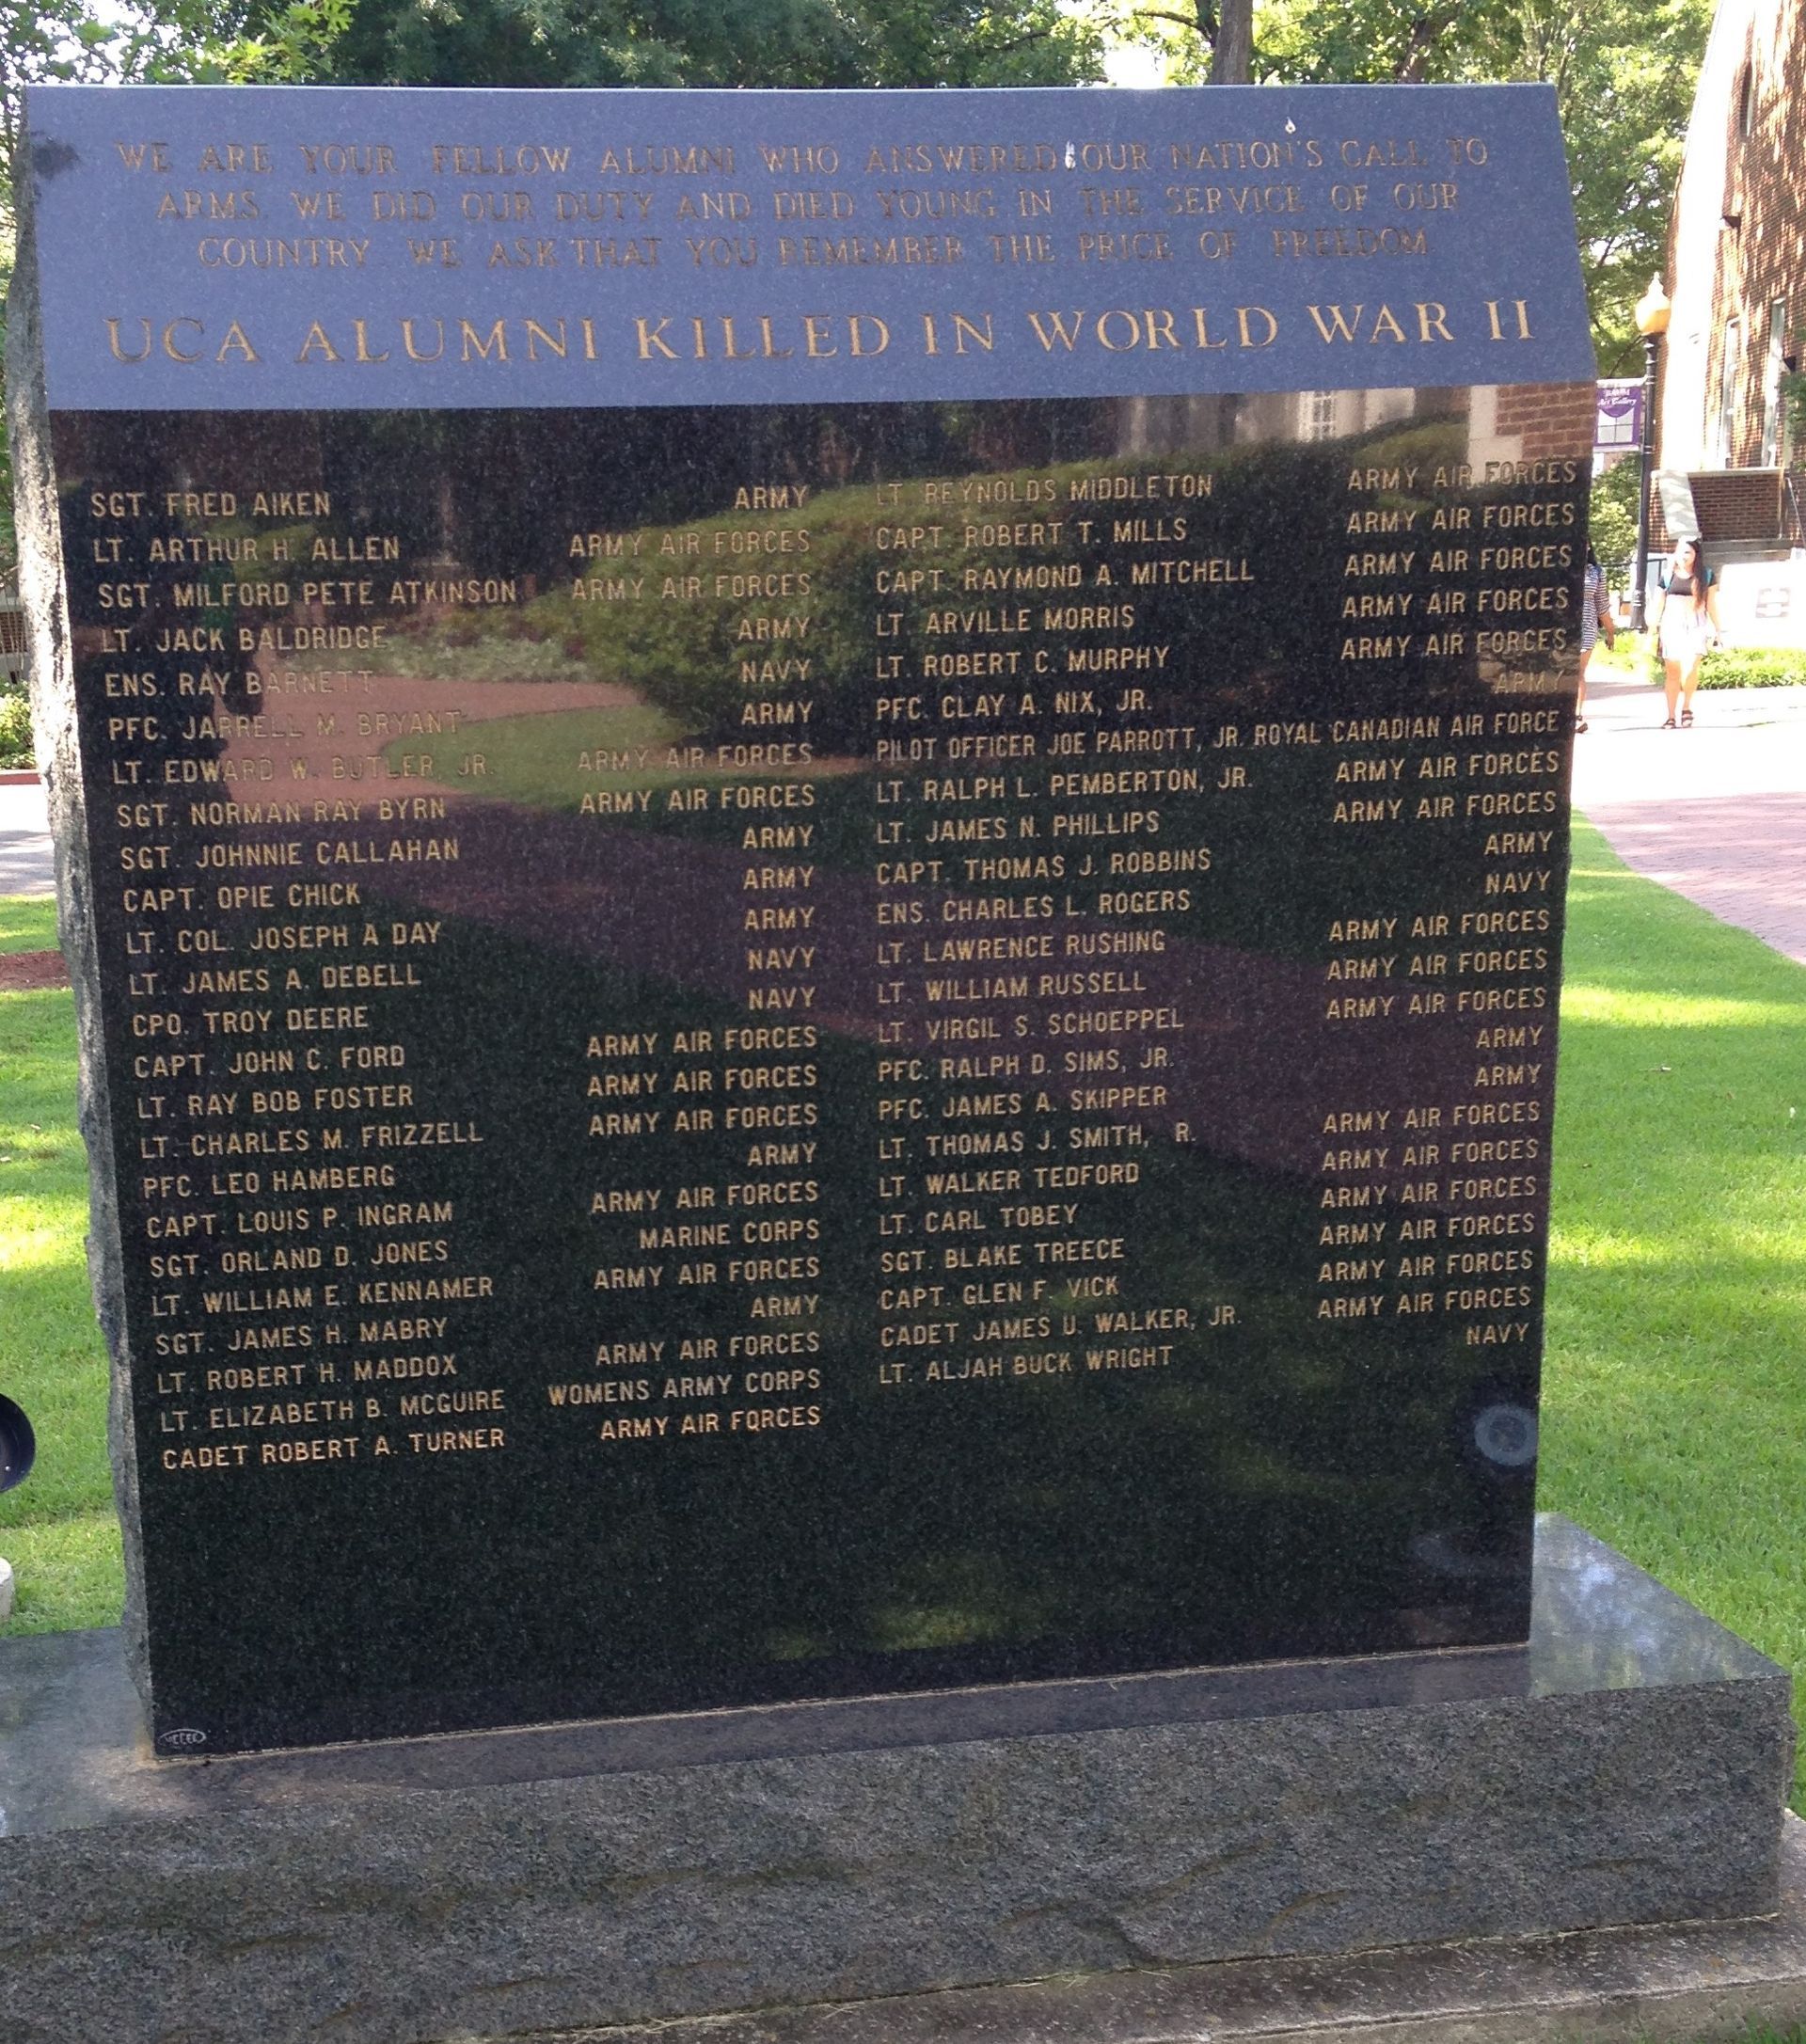 WE ARE YOUR FELLOW ALUMNI WHO ANSWERED OUR NATION'S CALL TO
ARMS. WE DID OUR DUTY AND DIED YOUNG IN THE SERVICE OF OUR
COUNTRY. WE ASK THAT YOU REMEMBER THE PRICE OF FREEDOM
UCA ALUMNI KILLED IN WORLD WAR II
SGT. FRED AIKEN ARMY
LT. ARTHUR H. ALLEN ARMY AIR FORCES
SGT. MILFORD PETE ATKINSON ARMY AIR FORCES
LT. JACK BALDRIDGE ARMY
ENS. RAY BARNETT NAVY
PFC. JARRELL M. BRYANT ARMY
LT. EDWARD W. BUTLER, JR. ARMY AIR FORCES
SGT. NORMAN RAY BYRN ARMY AIR FORCES
SGT. JOHNNIE CALLAHAN ARMY
CAPT. OPIE CHICK ARMY
LT. COL. JOSEPH A DAY ARMY
LT. JAMES A. DEBELL NAVY
CPO. TROY DEERE NAVY
CAPT. JOHN C. FORD ARMY AIR FORCES
LT. RAY BOB FOSTER ARMY AIR FORCES
LT. CHARLES M. FRIZZELL ARMY AIR FORCES
PFC. LEO HAMBERG ARMY
CAPT. LOUIS P. INGRAM ARMY AIR FORCES
SGT. ORLAND D. JONES MARINE CORPS
LT. WILLIAM E. KENNAMER ARMY AIR FORCES
SGT. JAMES H. MABRY ARMY
LT. ROBERT H. MADDOX ARMY AIR FORCES
LT. ELIZABETH B. MCGUIRE WOMENS ARMY CORPS
CADET ROBERT A. TURNER ARMY AIR FORCES
LT. REYNOLDS MIDDLETON ARMY AIR FORCES
CAPT. ROBERT T. MILLS ARMY AIR FORCES
CAPT. RAYMOND A. MITCHELL ARMY AIR FORCES
LT. ARVILLE MORRIS ARMY AIR FORCES
LT. ROBERT C. MURPHY ARMY AIR FORCES
PFC. CLAY A. NIX, JR. ARMY
PILOT OFFICER JOE PARROTT, JR. ROYAL CANADIAN AIR FORCE
LT. RALPH L. PEMBERTON, JR. ARMY AIR FORCES
LT. JAMES N. PHILLIPS ARMY AIR FORCES
CAPT. THOMAS J. ROBBINS ARMY
ENS. CHARLES L. ROGERS NAVY
LT. LAWRENCE RUSHING ARMY AIR FORCES
LT. WILLIAM RUSSELL ARMY AIR FORCES
LT. VIRGIL S. SCHOEPPEL ARMY AIR FORCES
PFC. RALPH D. SIMS, JR. ARMY
PFC. JAMES A. SKIPPER ARMY
LT. THOMAS J. SMITH, R. ARMY AIR FORCES
LT. WALKER TEDFORD ARMY AIR FORCES
LT. CARL TOBEY ARMY AIR FORCES
SGT. BLAKE TREECE ARMY AIR FORCES
CAPT. GLEN F. VICK ARMY AIR FORCES
CADET JAMES U. WALKER, JR. ARMY AIR FORCES
LT. ALJAH BUCK WRIGHT NAVY